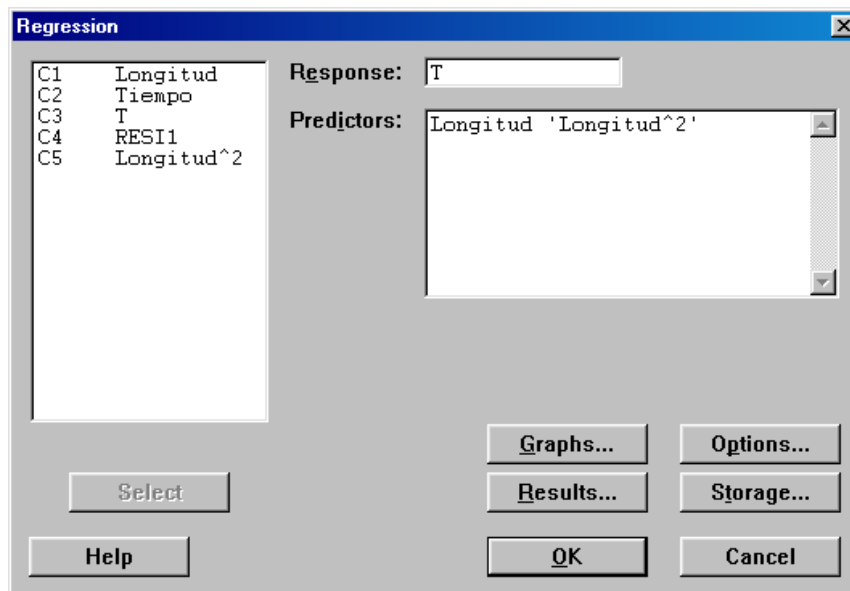 Regression
C1 Longitud
C2 Tiempo
C3 T
C4 RESI1
C5 Longitud^2
Response: T
Predictors: Longitud 'Longitud^2'
Graphs... Options...
Select Results... Storage...
Help OK Cancel